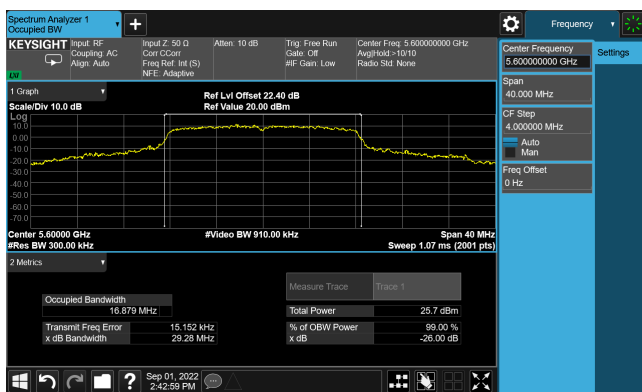 Spectrum Analyzer 1
Occupied BW
Frequency
KEYSIGHT
Input: RF
Coupling: AC
Align: Auto
LXI
Input Z: 50 Ω
Corr CCorr
Freq Ref: Int (S)
NFE: Adaptive
Atten: 10 dB
Trig: Free Run
Gate: Off
#IF Gain: Low
Center Freq: 5.600000000 GHz
Avg|Hold:>10/10
Radio Std: None
Center Frequency
5.600000000 GHz
Settings
Span
40.000 MHz
CF Step
4.000000 MHz
Auto
Man
Freq Offset
0 Hz
1 Graph
Scale/Div 10.0 dB
Ref Lvl Offset 22.40 dB
Ref Value 20.00 dBm
Log
10.0
0.00
-10.0
-20.0
-30.0
-40.0
-50.0
-60.0
-70.0
Center 5.60000 GHz
#Res BW 300.00 kHz
#Video BW 910.00 kHz
Span 40 MHz
Sweep 1.07 ms (2001 pts)
2 Metrics
Measure Trace
Trace 1
Occupied Bandwidth
16.879 MHz
Total Power
25.7 dBm
Transmit Freq Error
15.152 kHz
% of OBW Power
99.00 %
x dB Bandwidth
29.28 MHz
x dB
-26.00 dB
?
Sep 01, 2022
2:42:59 PM